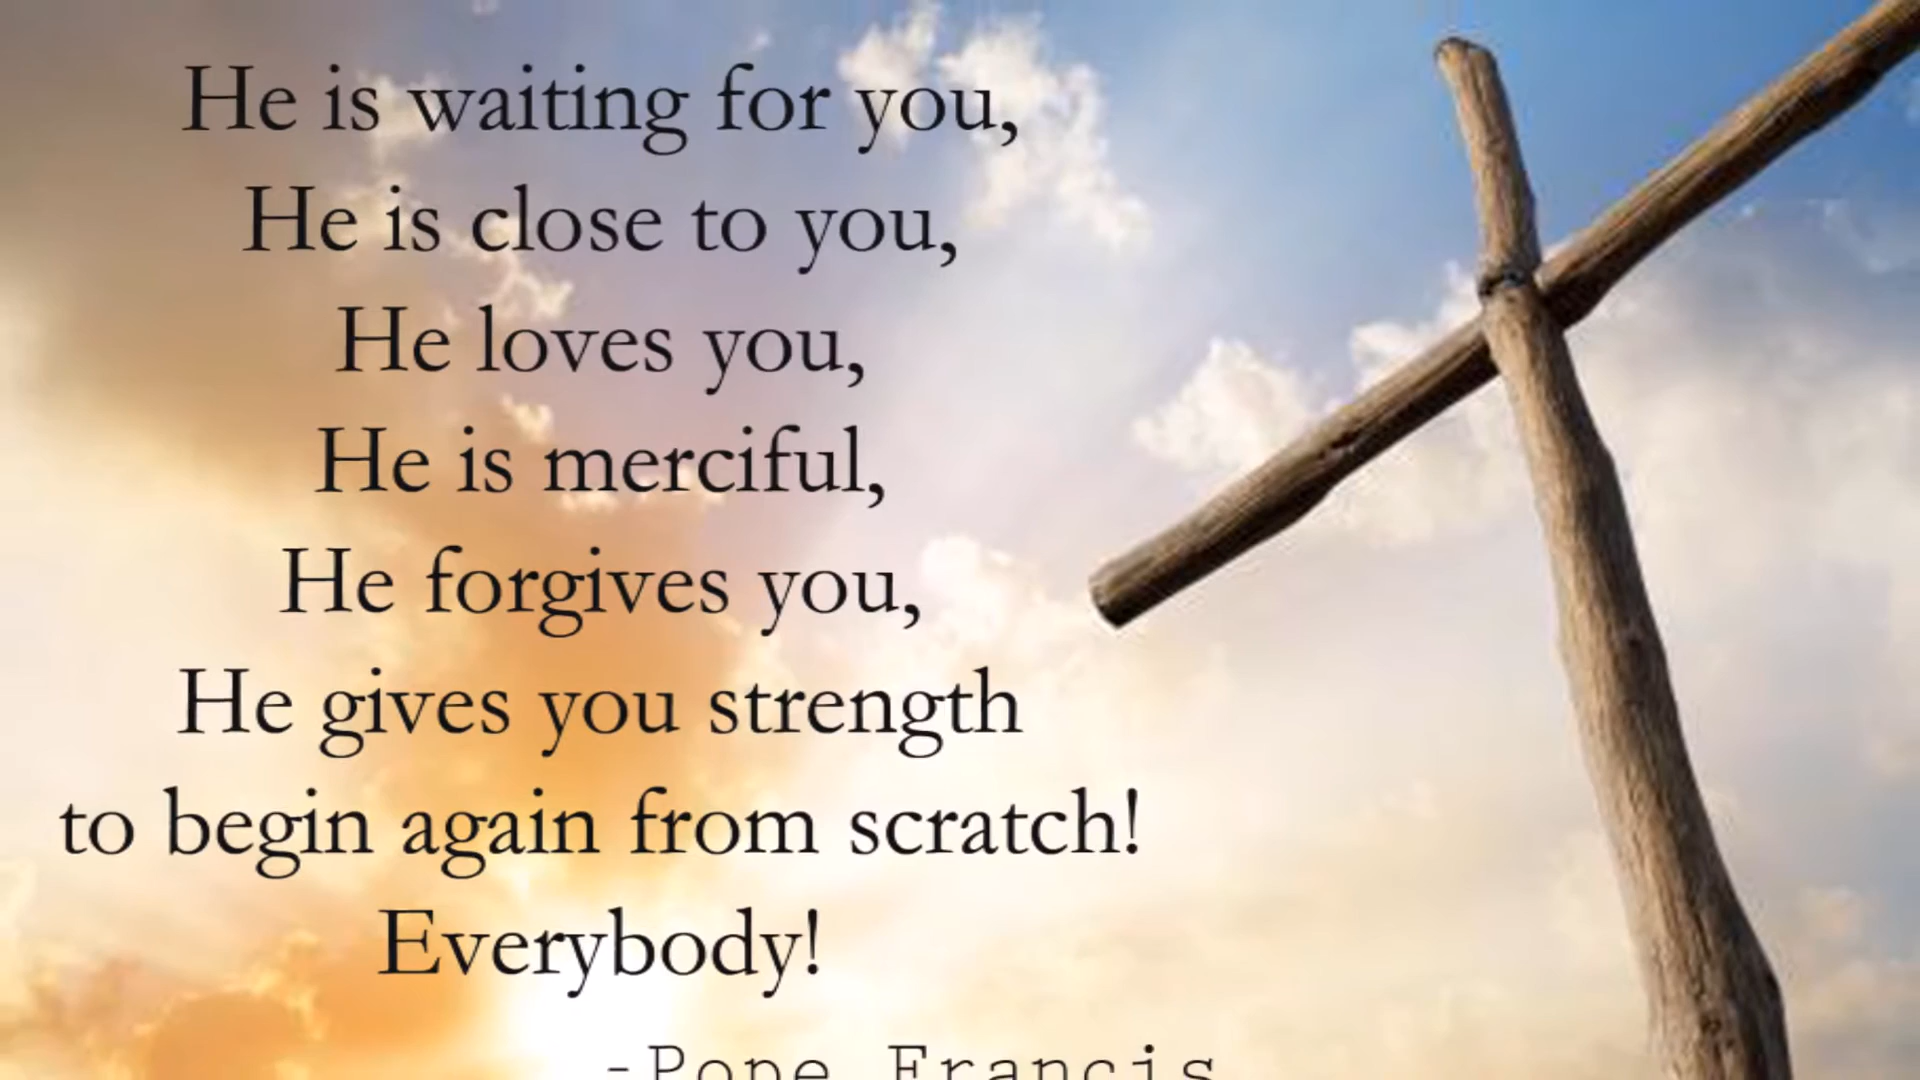 He is waiting for you,
He is close to you,
He loves you,
He is merciful,
He forgives you,
He gives you strength
to begin again from scratch!
Everybody!
-Pope Francis